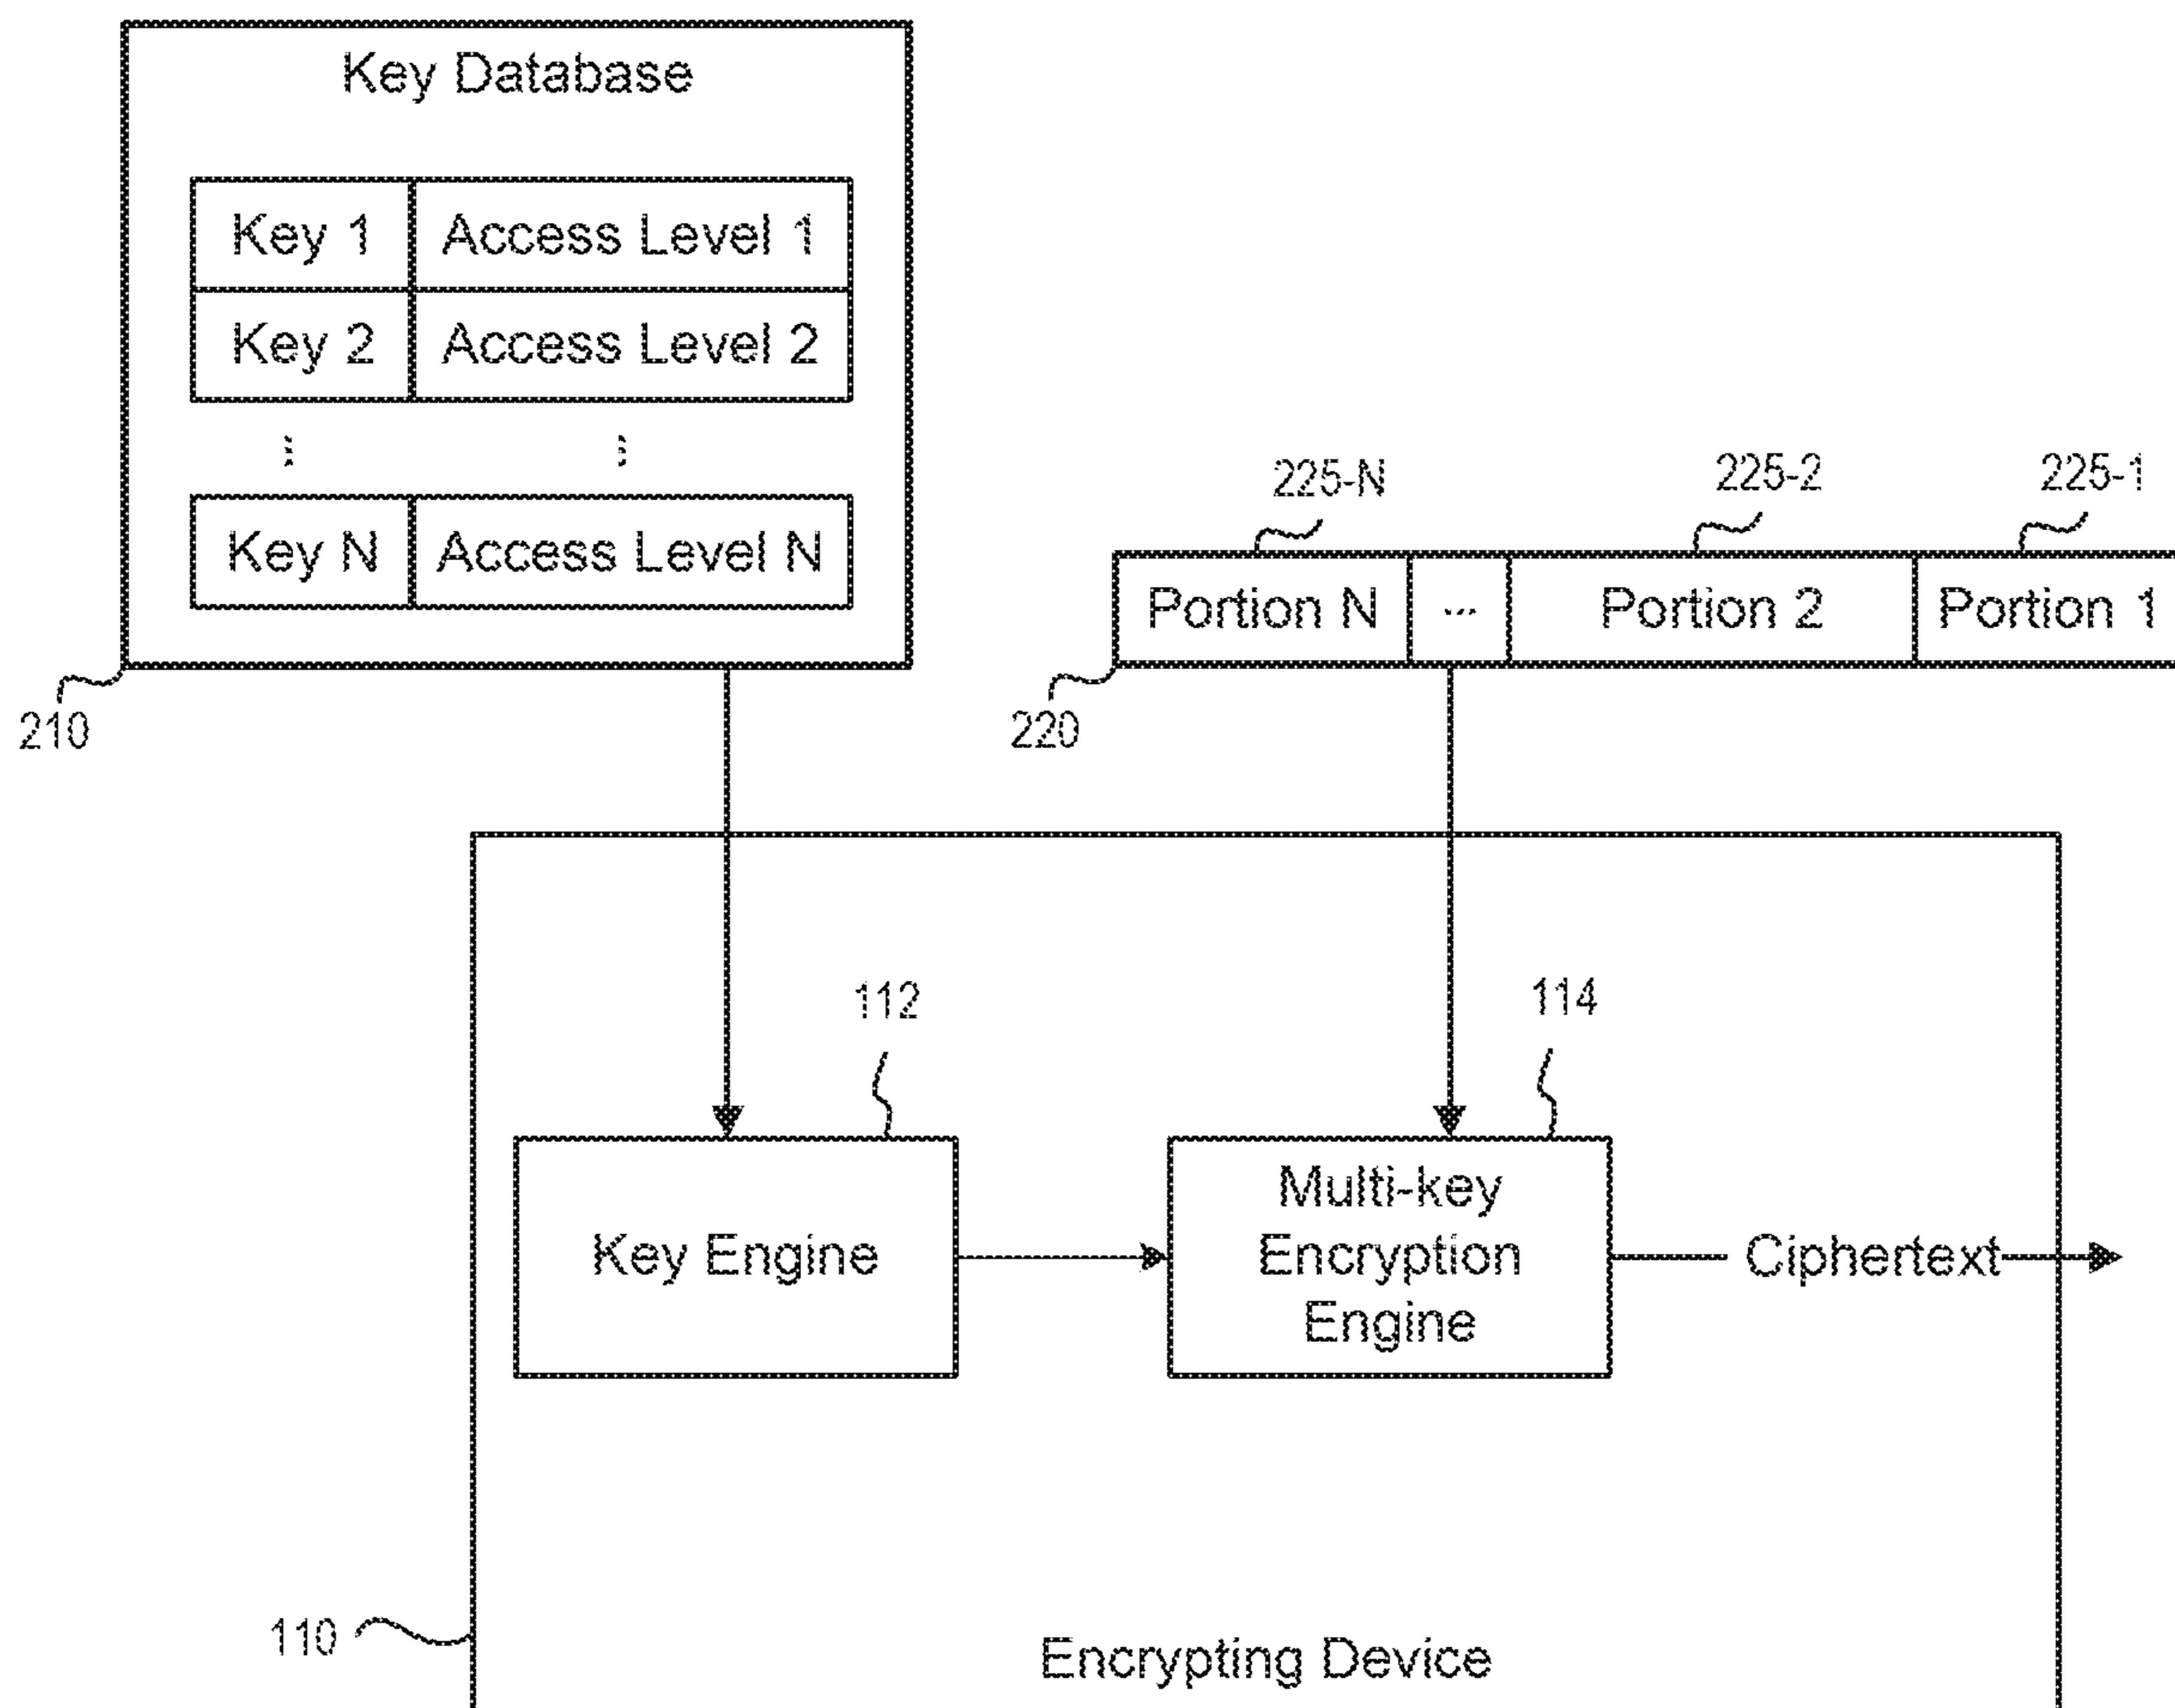 Key Database
Key 1 Access Level 1
Key 2 Access Level 2
⋮ ⋮
Key N Access Level N
210
225-N 225-2 225-1
Portion N ... Portion 2 Portion 1
220
112
114
Key Engine
Multi-key
Encryption
Engine
Ciphertext
110
Encrypting Device